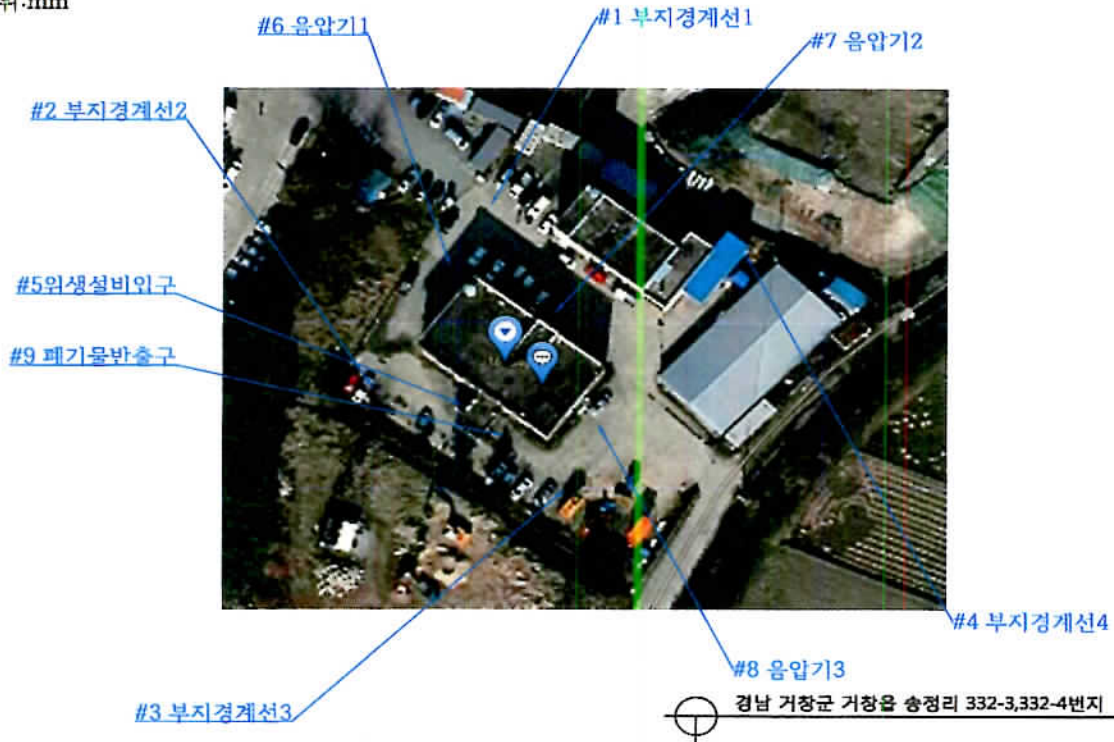 위:mm
#1 부지경계선1
#6 음압기1
#7 음압기2
#2 부지경계선2
#5위생설비입구
#9 폐기물반출구
#4 부지경계선4
#8 음압기3
#3 부지경계선3
경남 거창군 거창읍 송정리 332-3,332-4번지